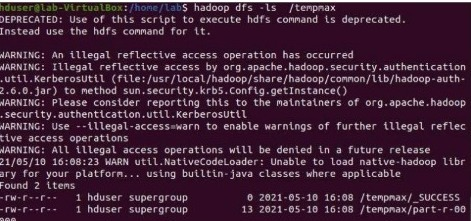 hduser@lab-VirtualBox:/home/lab$ hadoop dfs -ls  /tempmax
DEPRECATED: Use of this script to execute hdfs command is deprecated.
Instead use the hdfs command for it.

WARNING: An illegal reflective access operation has occurred
WARNING: Illegal reflective access by org.apache.hadoop.security.authentication
.util.KerberosUtil (file:/usr/local/hadoop/share/hadoop/common/lib/hadoop-auth-
2.6.0.jar) to method sun.security.krb5.Config.getInstance()
WARNING: Please consider reporting this to the maintainers of org.apache.hadoop
.security.authentication.util.KerberosUtil
WARNING: Use --illegal-access=warn to enable warnings of further illegal reflec
tive access operations
WARNING: All illegal access operations will be denied in a future release
21/05/10 16:08:23 WARN util.NativeCodeLoader: Unable to load native-hadoop libr
ary for your platform... using builtin-java classes where applicable
Found 2 items
-rw-r--r--   1 hduser supergroup          0 2021-05-10 16:08 /tempmax/_SUCCESS
-rw-r--r--   1 hduser supergroup         13 2021-05-10 16:08 /tempmax/part-r-00
000